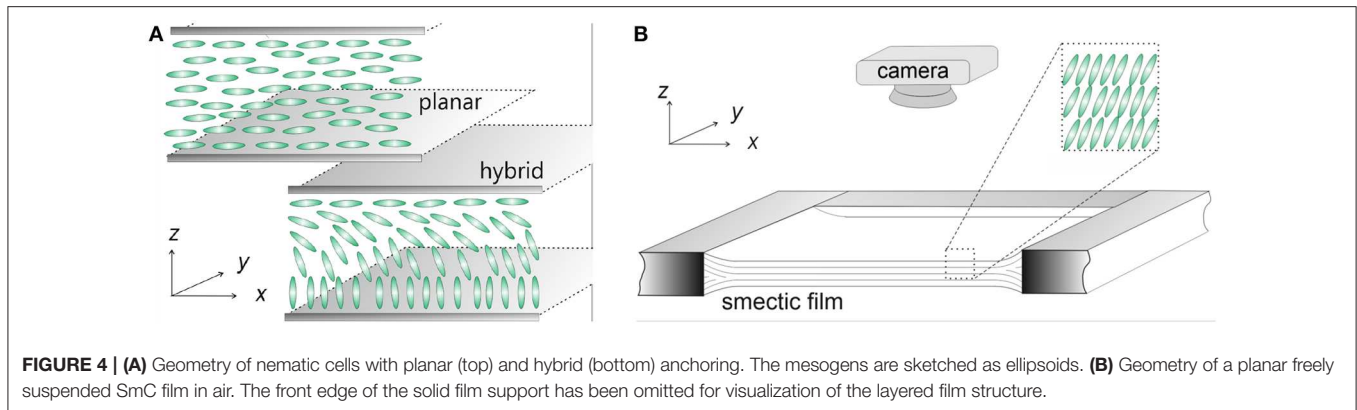 A
planar
hybrid
z
y
x
B
camera
z
y
x
smectic film
FIGURE 4 | (A) Geometry of nematic cells with planar (top) and hybrid (bottom) anchoring. The mesogens are sketched as ellipsoids. (B) Geometry of a planar freely
suspended SmC film in air. The front edge of the solid film support has been omitted for visualization of the layered film structure.